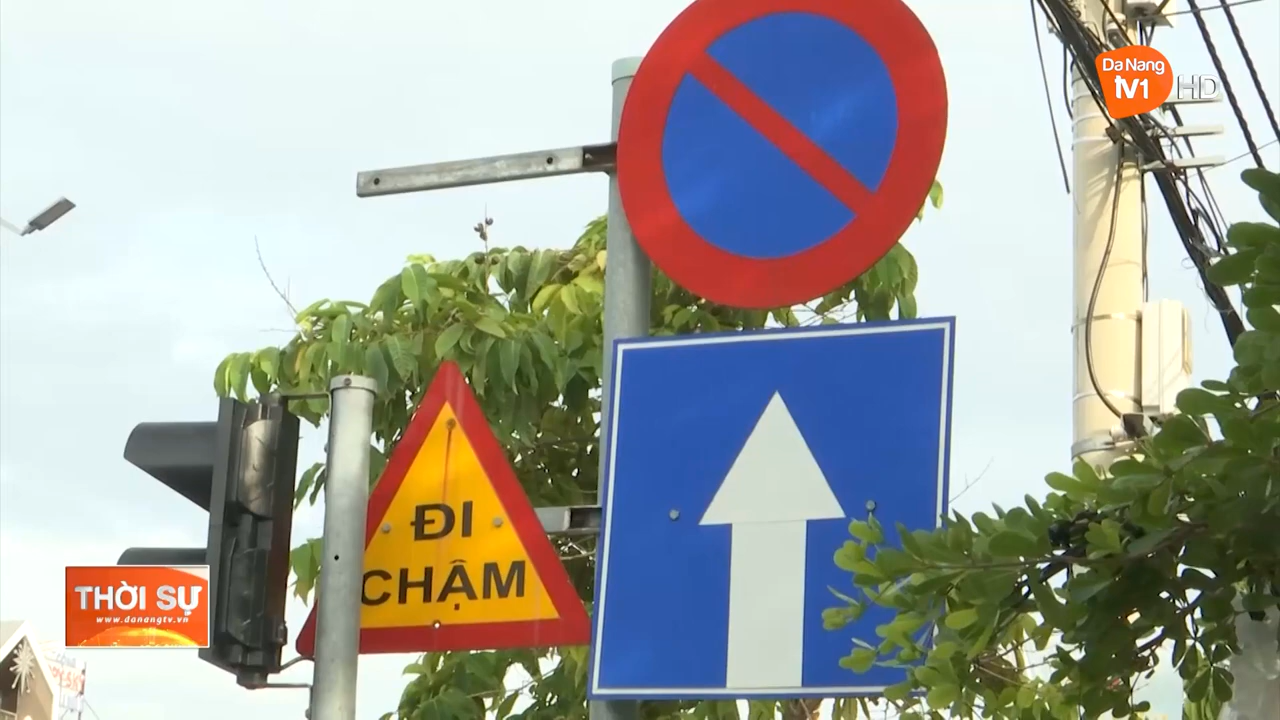 Da Nang
TV1 HD
ĐI
CHẬM
THỜI SỰ
www.danangtv.vn